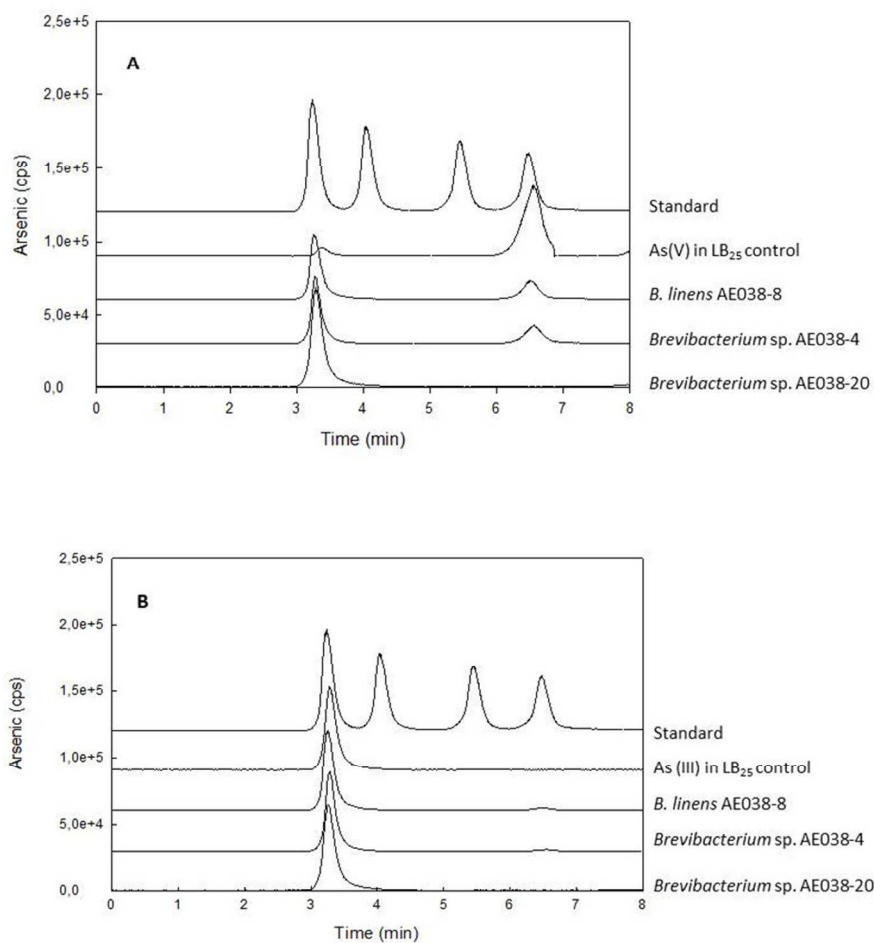 2,5e+5
A
2,0e+5
Arsenic (cps)
1,5e+5
Standard
1,0e+5
As(V) in LB25 control
B. linens AE038-8
5,0e+4
Brevibacterium sp. AE038-4
0,0
Brevibacterium sp. AE038-20
0 1 2 3 4 5 6 7 8
Time (min)
2,5e+5
B
2,0e+5
Arsenic (cps)
1,5e+5
Standard
1,0e+5
As (III) in LB25 control
B. linens AE038-8
5,0e+4
Brevibacterium sp. AE038-4
0,0
Brevibacterium sp. AE038-20
0 1 2 3 4 5 6 7 8
Time (min)